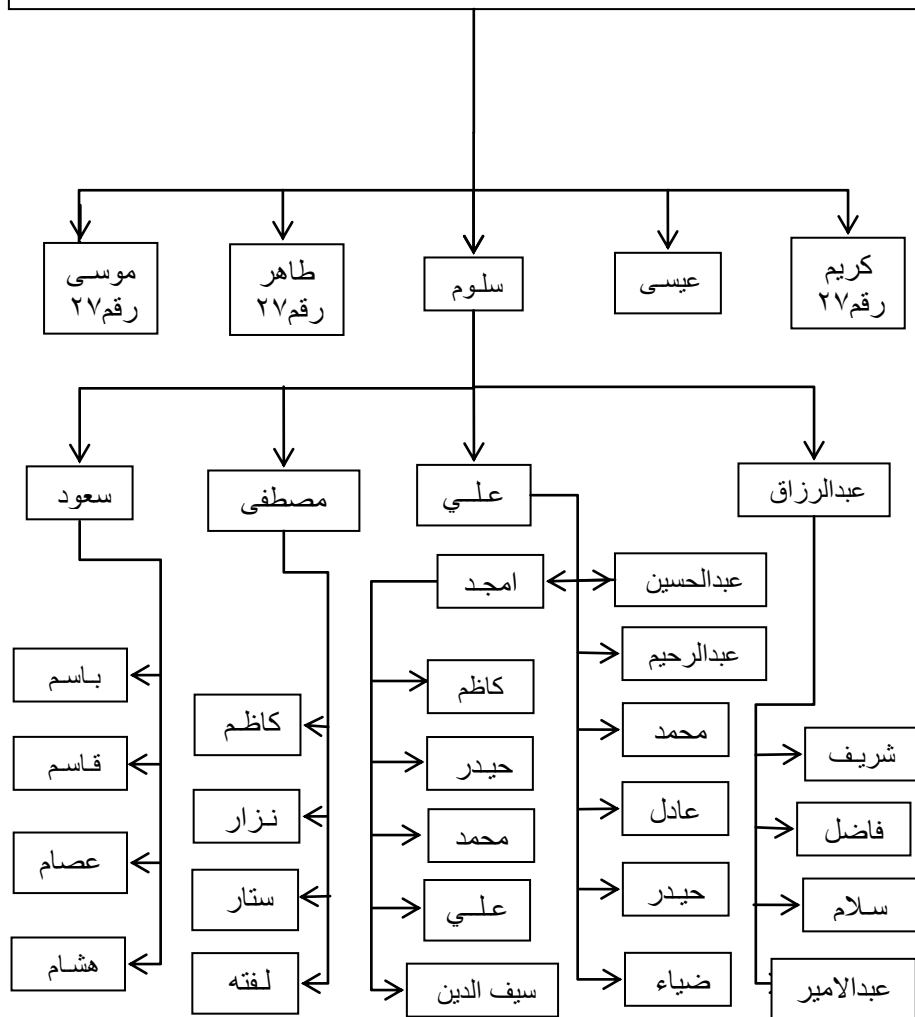 كريم
رقم٢٧
عيسى
سلوم
طاهر
رقم٢٧
موسى
رقم٢٧
عبدالرزاق
علي
مصطفى
سعود
عبدالحسين
امجد
عبدالرحيم
باسم
كاظم
كاظم
محمد
شريف
قاسم
حيدر
نزار
عادل
فاضل
محمد
عصام
حيدر
سلام
علي
ستار
هشام
ضياء
عبدالامير
سيف الدين
لفته